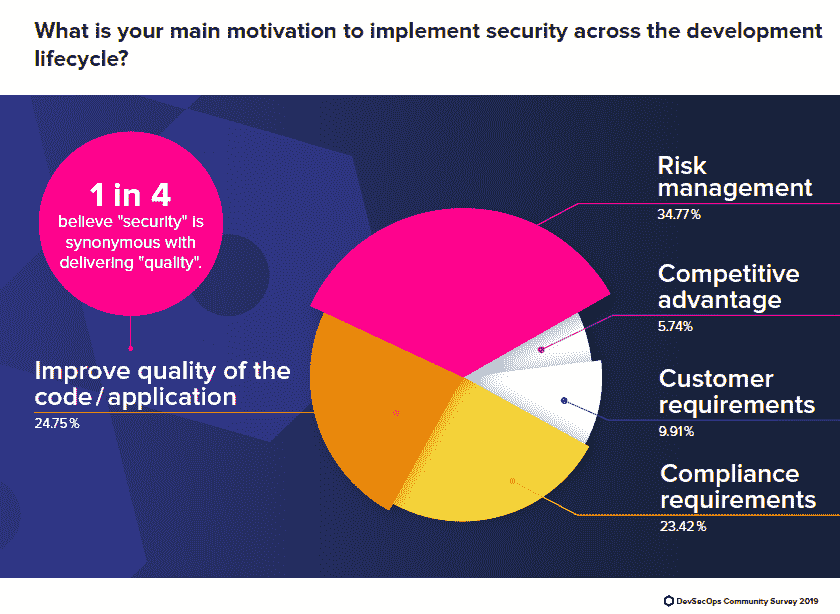 What is your main motivation to implement security across the development
lifecycle?
1 in 4
believe "security" is
synonymous with
delivering "quality".
Improve quality of the
code/application
24.75%
Risk
management
34.77%
Competitive
advantage
5.74%
Customer
requirements
9.91%
Compliance
requirements
23.42%
DevSecOps Community Survey 2019